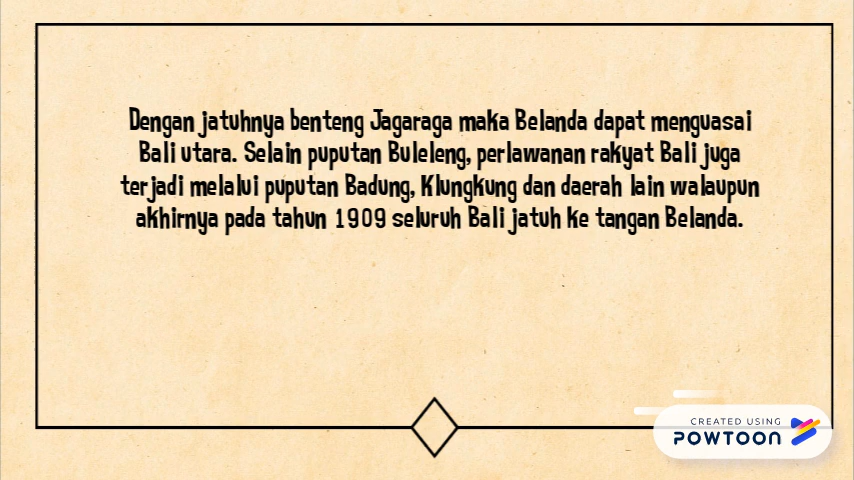 Dengan jatuhnya benteng Jagaraga maka Belanda dapat menguasai
Bali utara. Selain puputan Buleleng, perlawanan rakyat Bali juga
terjadi melalui puputan Badung, Klungkung dan daerah lain walaupun
akhirnya pada tahun 1909 seluruh Bali jatuh ke tangan Belanda.
CREATED USING
POWTOON